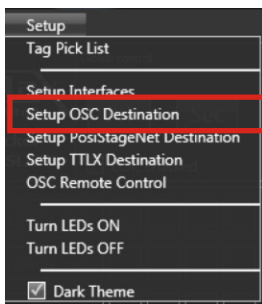 Setup
Tag Pick List
Setup Interfaces
Setup OSC Destination
Setup PosiStageNet Destination
Setup TTLX Destination
OSC Remote Control
Turn LEDs ON
Turn LEDs OFF
Dark Theme